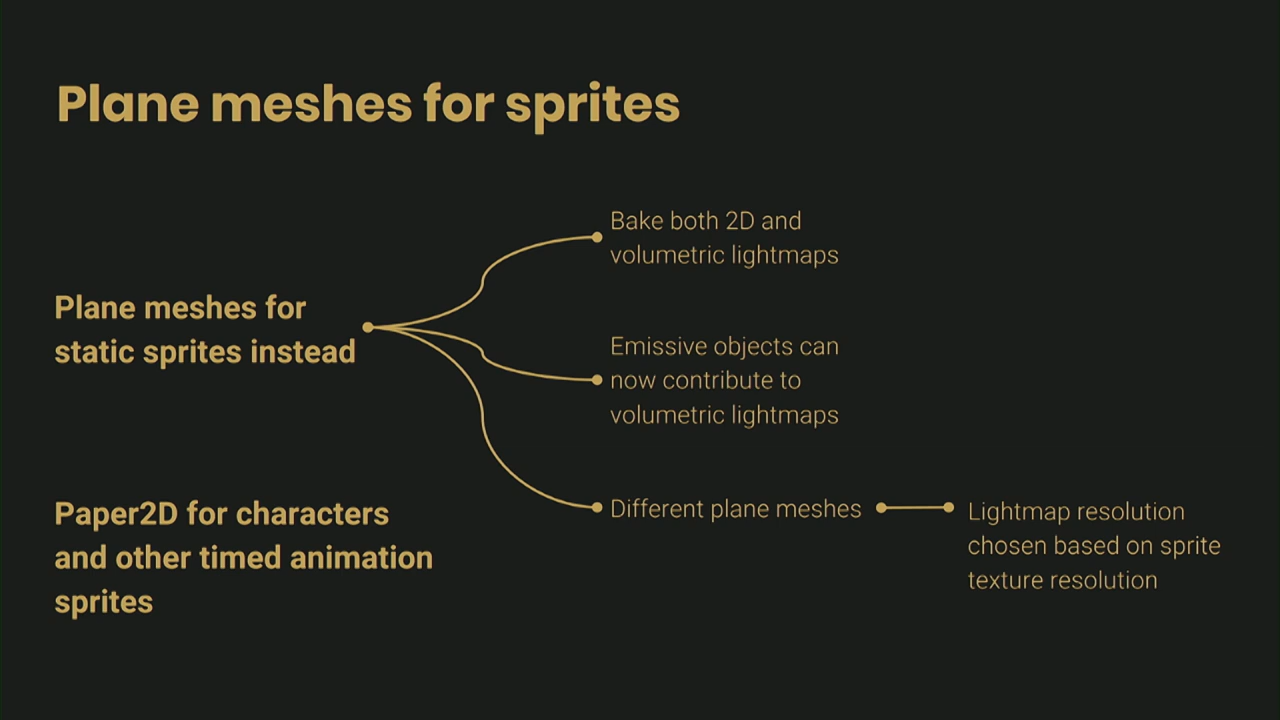 Plane meshes for sprites
Plane meshes for
static sprites instead
Bake both 2D and
volumetric lightmaps
Emissive objects can
now contribute to
volumetric lightmaps
Different plane meshes
Lightmap resolution
chosen based on sprite
texture resolution
Paper2D for characters
and other timed animation
sprites